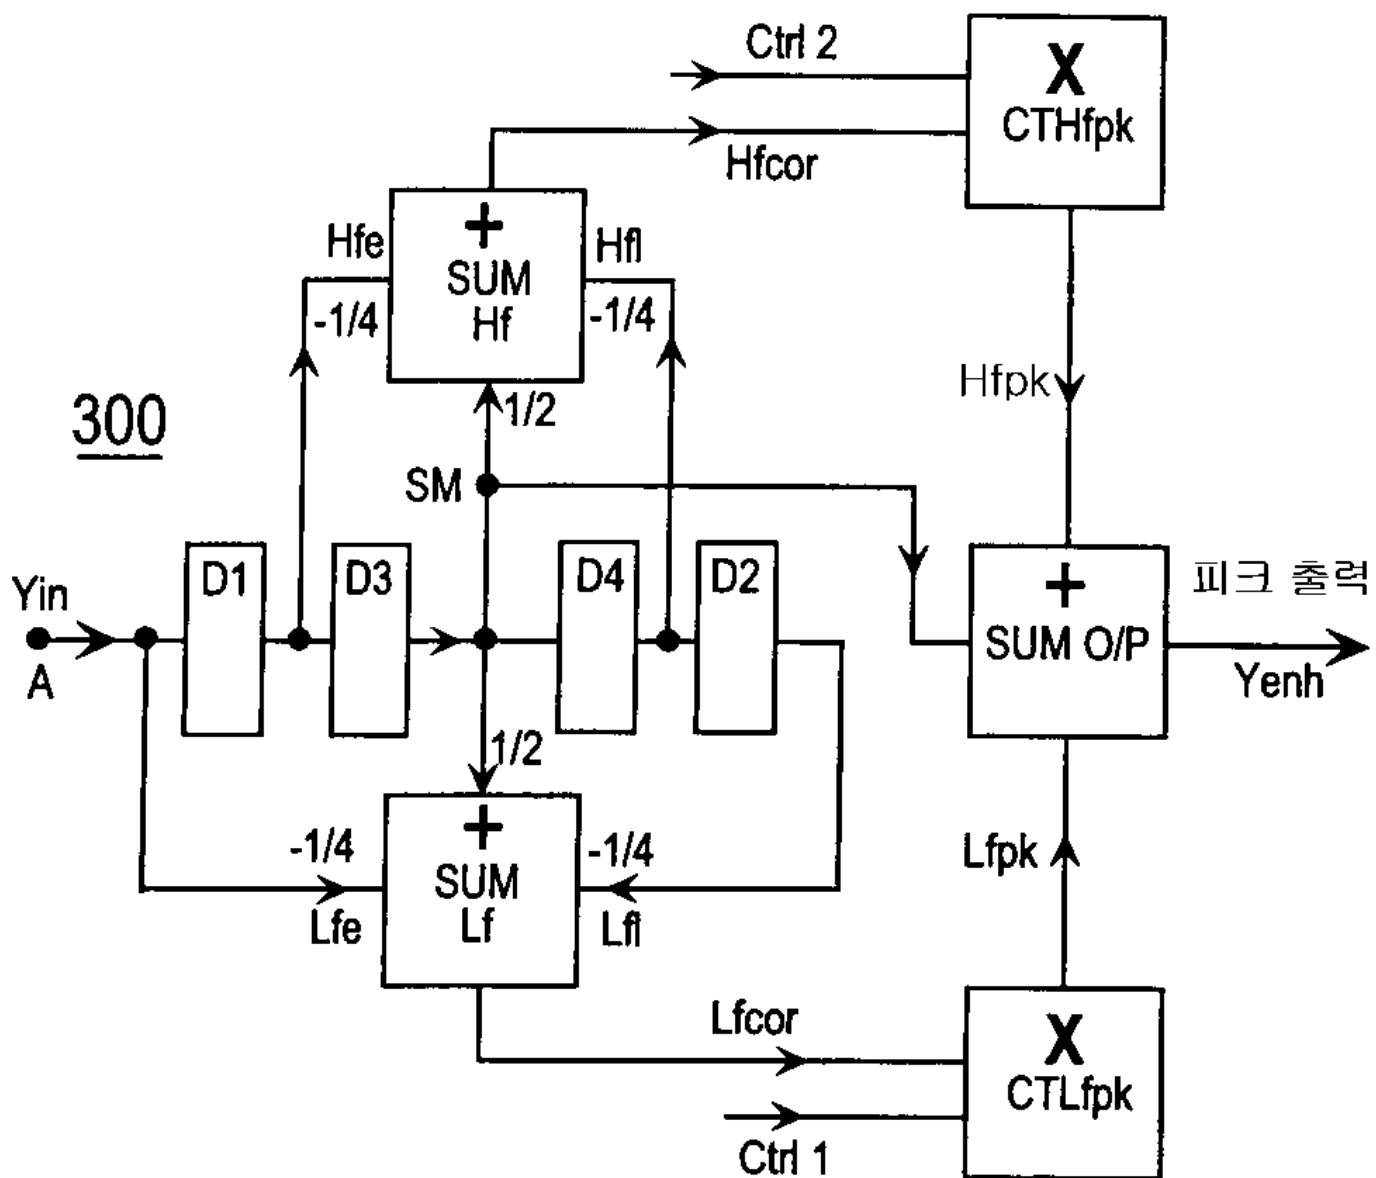 Ctrl 2
X
CTHfpk
Hfcor
+
SUM
Hf
Hfe
-1/4
Hfl
-1/4
1/2
Hfpk
300
SM
D1
D3
D4
D2
Yin
A
+
SUM O/P
피크 출력
Yenh
1/2
+
SUM
Lf
-1/4
Lfe
-1/4
Lfl
Lfpk
Lfcor
X
CTLfpk
Ctrl 1